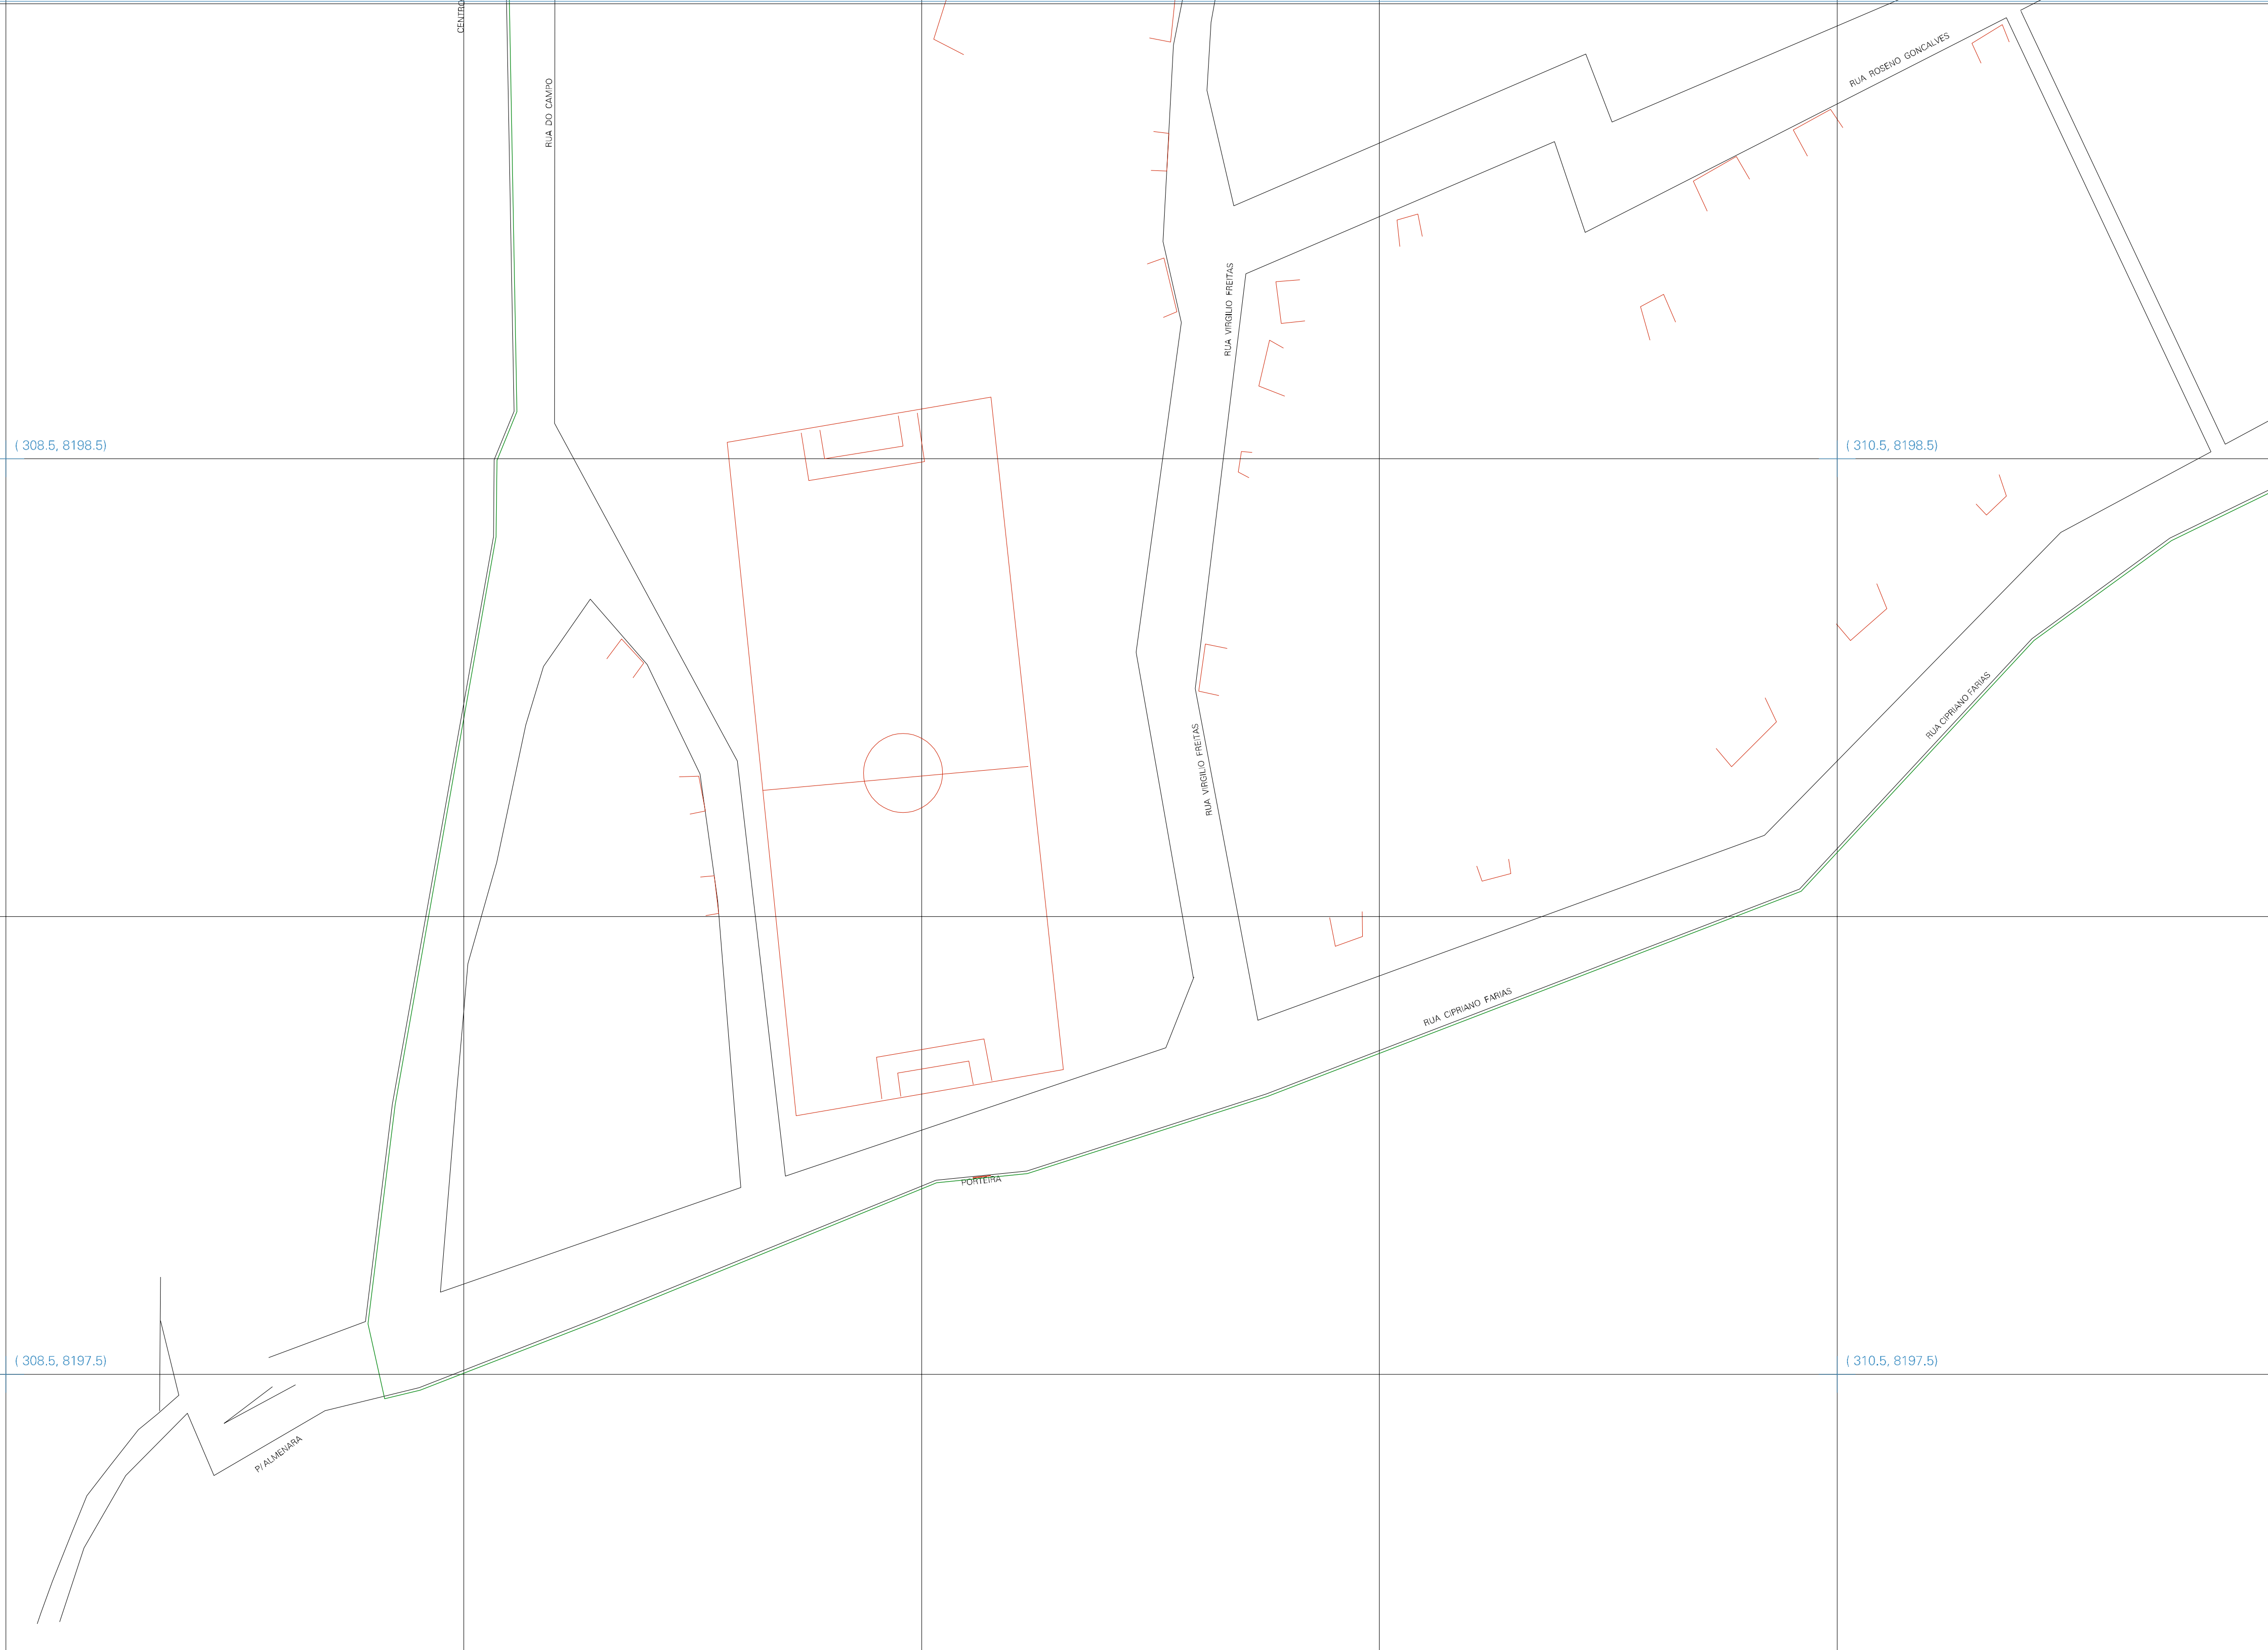 CENTRO
RUA DO CAMPO
RUA ROSENO GONCALVES
RUA VIRGILIO FREITAS
( 308.5, 8198.5)
( 310.5, 8198.5)
RUA VIRGILIO FREITAS
RUA CIPRIANO FARIAS
RUA CIPRIANO FARIAS
PORTEIRA
( 308.5, 8197.5)
( 310.5, 8197.5)
P/ ALMENARA